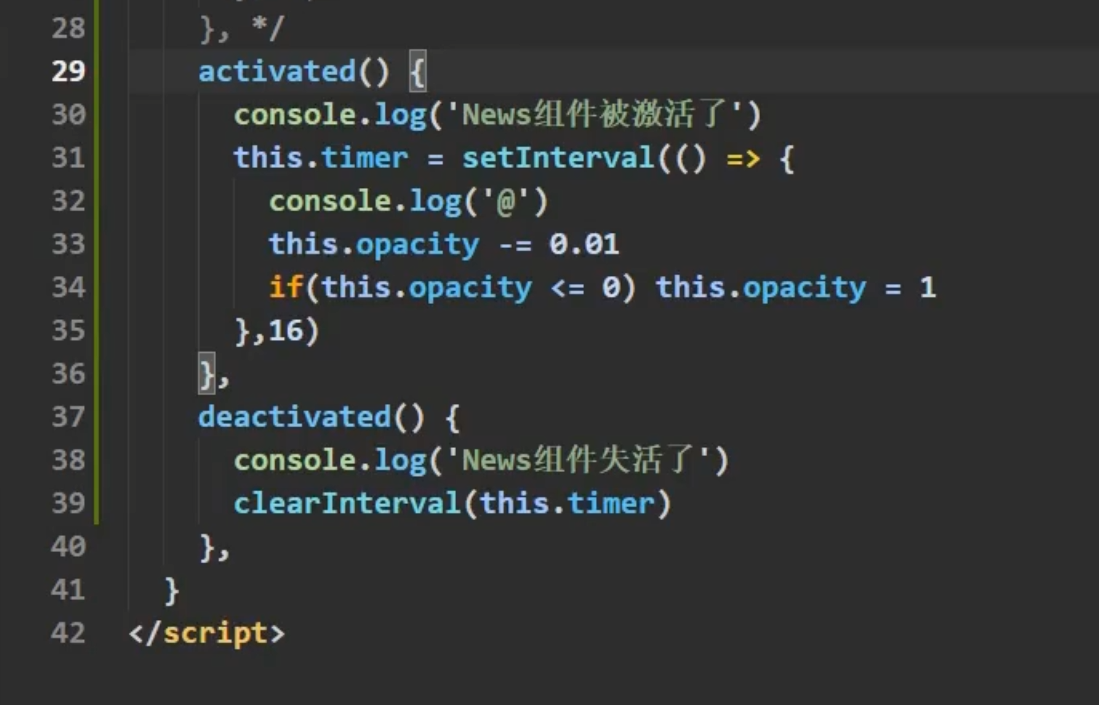 28 }, */
29 activated() {
30 console.log('News组件被激活了')
31 this.timer = setInterval(() => {
32 console.log('@')
33 this.opacity -= 0.01
34 if(this.opacity <= 0) this.opacity = 1
35 },16)
36 },
37 deactivated() {
38 console.log('News组件失活了')
39 clearInterval(this.timer)
40 },
41 }
42 </script>